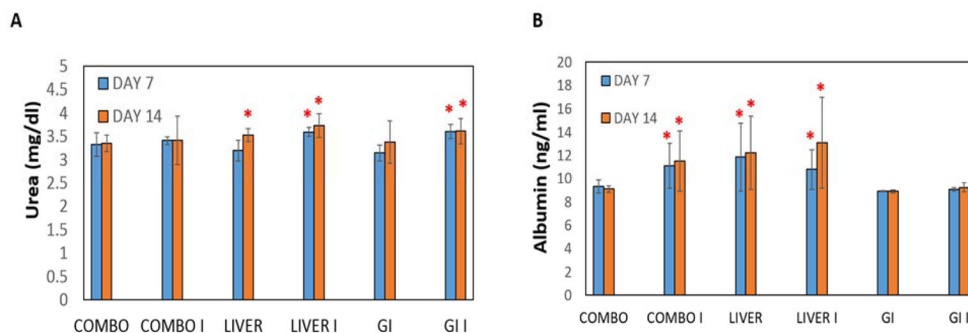 A
Urea (mg/dl)
5
4.5
4
3.5
3
2.5
2
1.5
1
0.5
0
DAY 7
DAY 14
* * * * *
COMBO COMBO I LIVER LIVER I GI GI I
B
Albumin (ng/ml)
20
18
16
14
12
10
8
6
4
2
0
DAY 7
DAY 14
* * * * * *
COMBO COMBO I LIVER LIVER I GI GI I